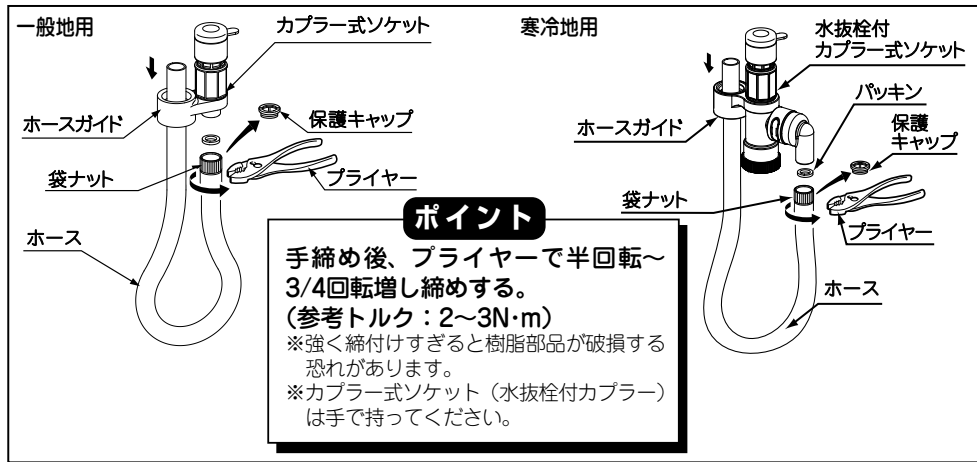 一般地用
カプラー式ソケット
ホースガイド
保護キャップ
袋ナット
プライヤー
ホース
寒冷地用
水抜栓付
カプラー式ソケット
パッキン
ホースガイド
保護
キャップ
袋ナット
プライヤー
ホース
ポイント
手締め後、プライヤーで半回転～
3/4回転増し締めする。
(参考トルク：2～3N·m)
※強く締付けすぎると樹脂部品が破損する
恐れがあります。
※カプラー式ソケット（水抜栓付カプラー）
は手で持ってください。